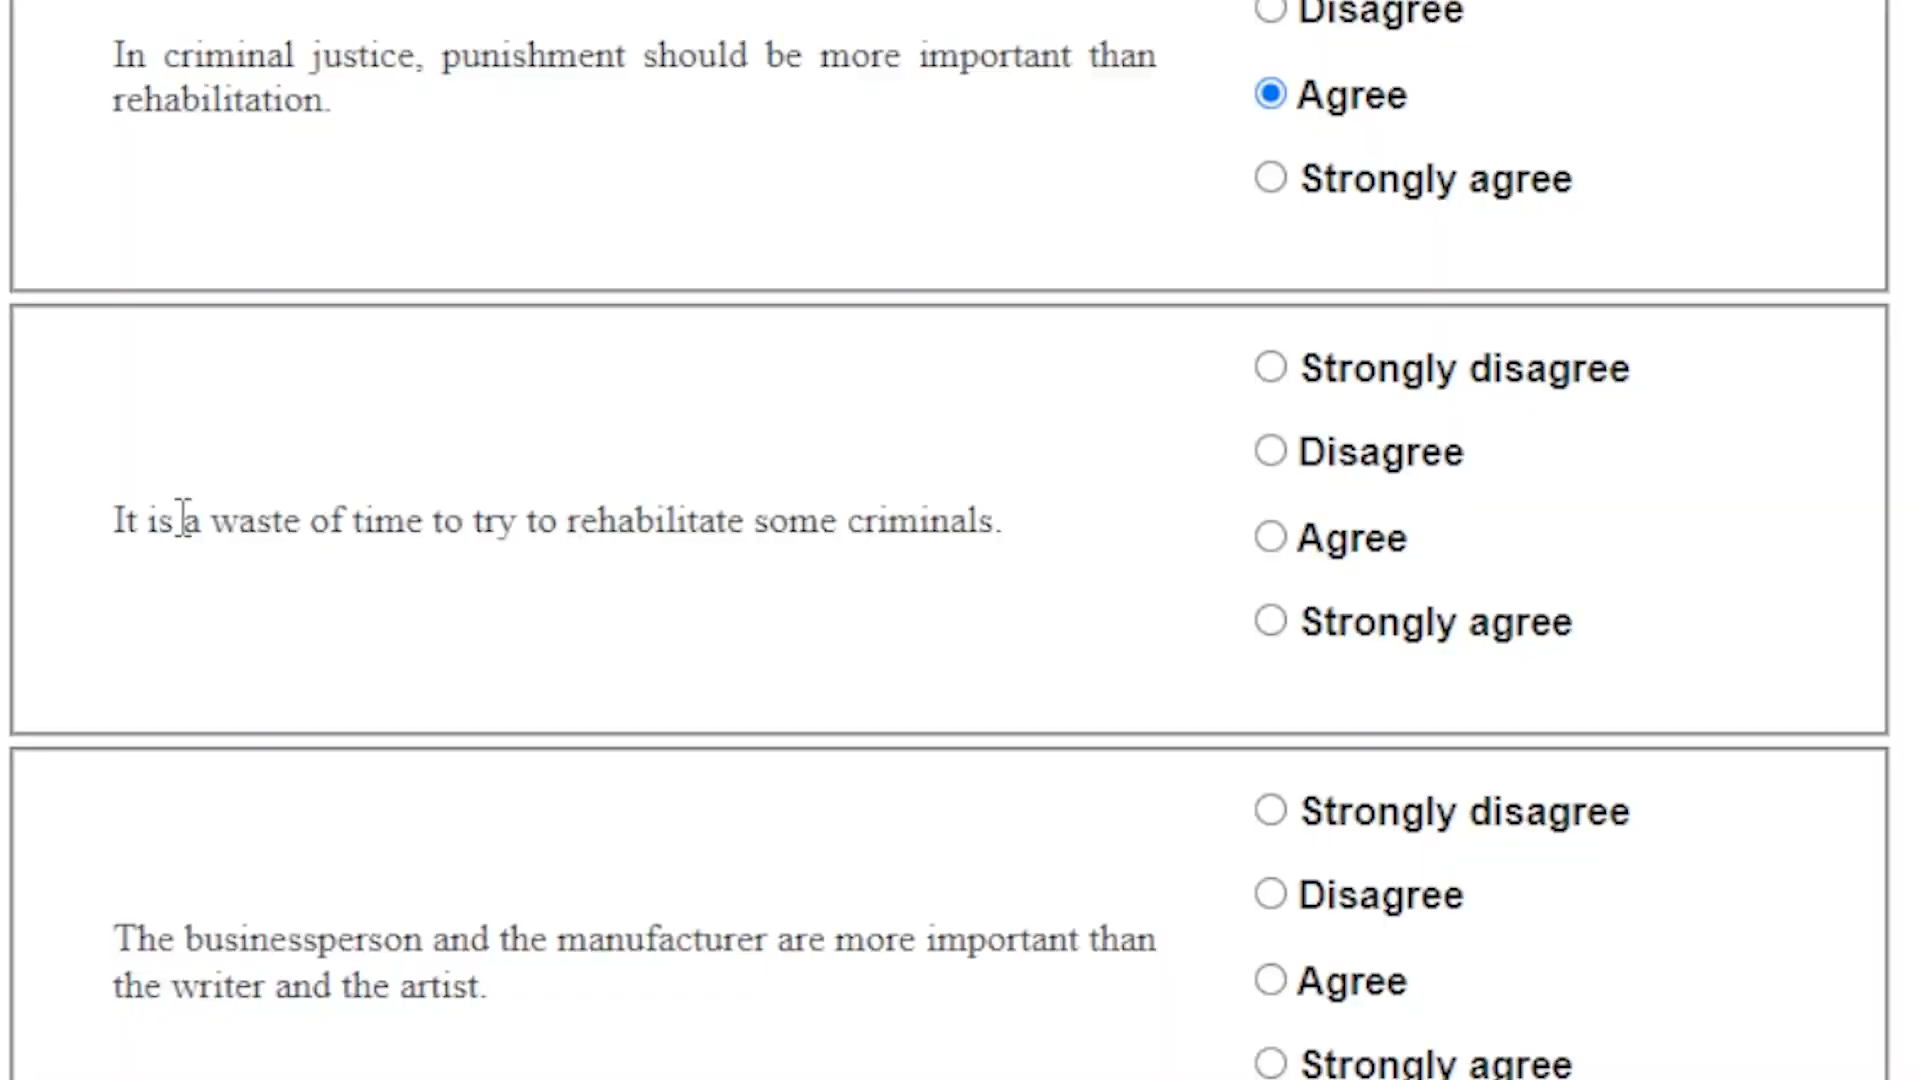 Disagree
In criminal justice, punishment should be more important than
rehabilitation.
Agree
Strongly agree
Strongly disagree
Disagree
It is a waste of time to try to rehabilitate some criminals.
Agree
Strongly agree
Strongly disagree
Disagree
The businessperson and the manufacturer are more important than
the writer and the artist.
Agree
Strongly agree